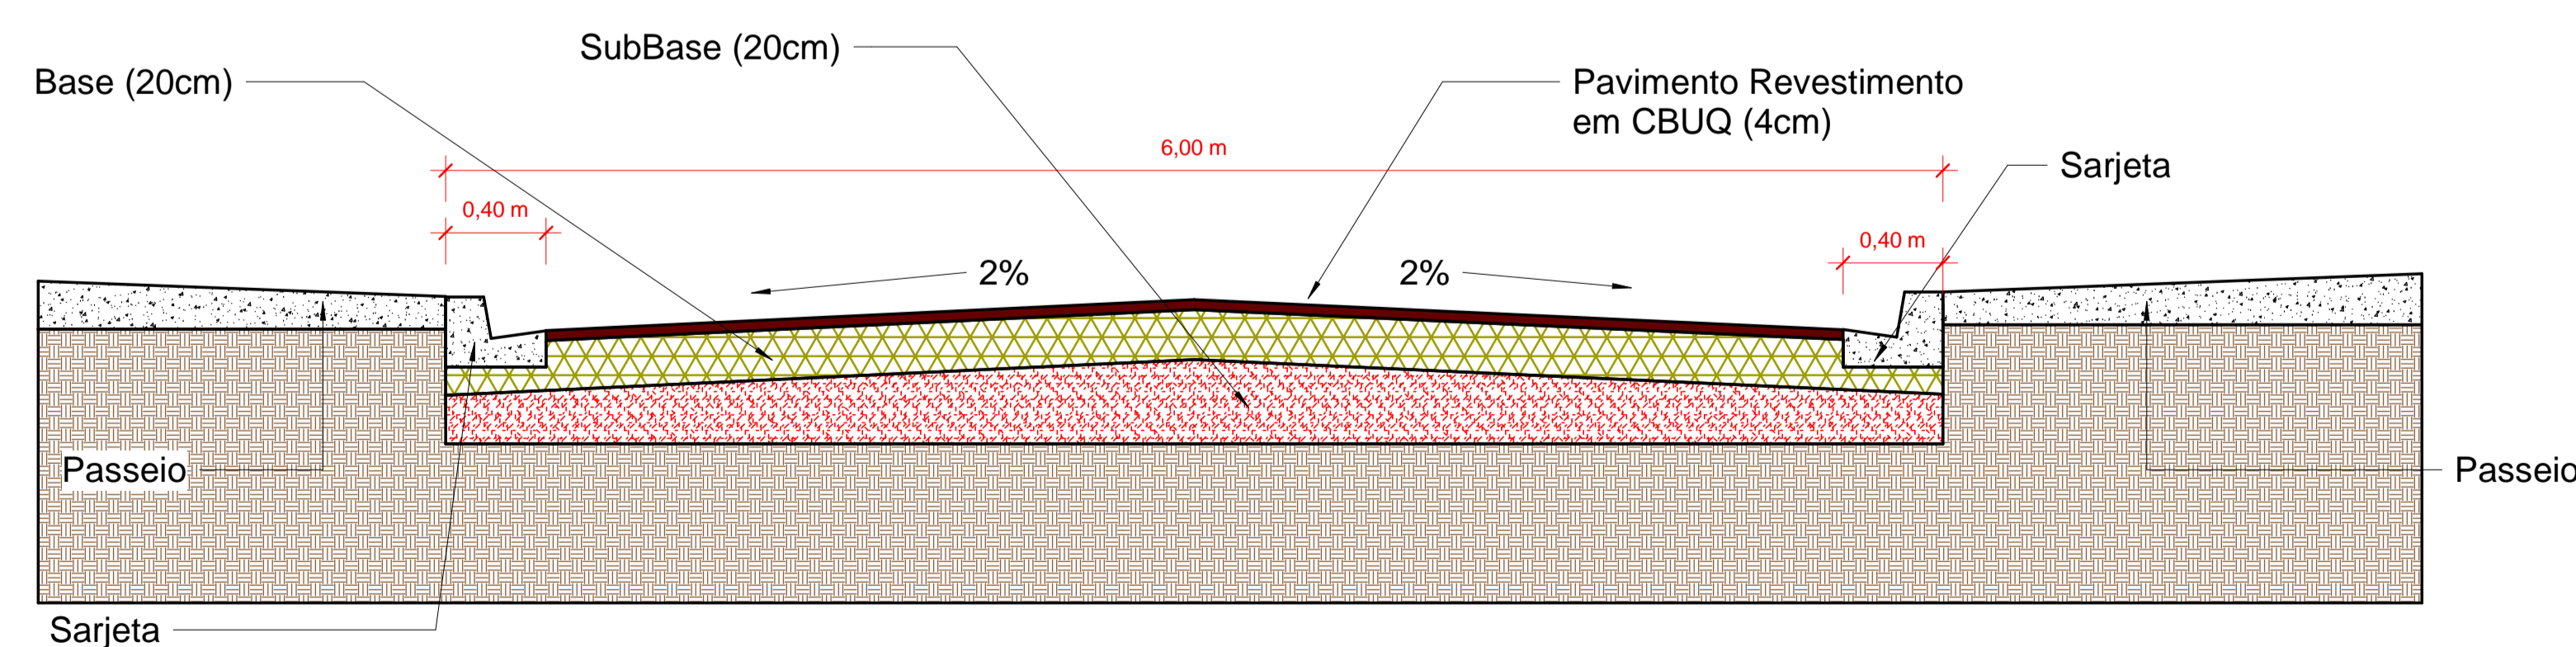 SubBase (20cm)
Base (20cm)
Pavimento Revestimento
em CBUQ (4cm)
6,00 m
Sarjeta
0,40 m
0,40 m
2%
2%
Passeio
Passeio
Sarjeta